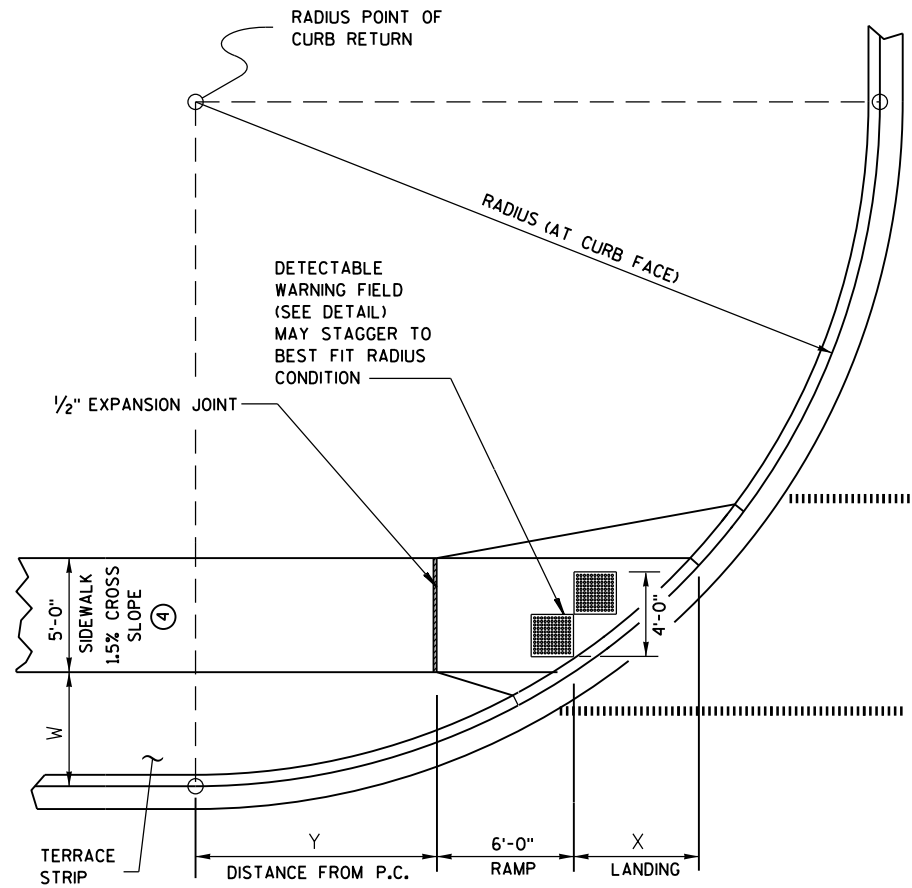 RADIUS POINT OF
CURB RETURN
RADIUS (AT CURB FACE)
DETECTABLE
WARNING FIELD
(SEE DETAIL)
MAY STAGGER TO
BEST FIT RADIUS
CONDITION
1/2" EXPANSION JOINT
5'-0"
SIDEWALK
1.5% CROSS
SLOPE
4
4'-0"
W
Y
6'-0"
X
DISTANCE FROM P.C.
RAMP
LANDING
TERRACE
STRIP